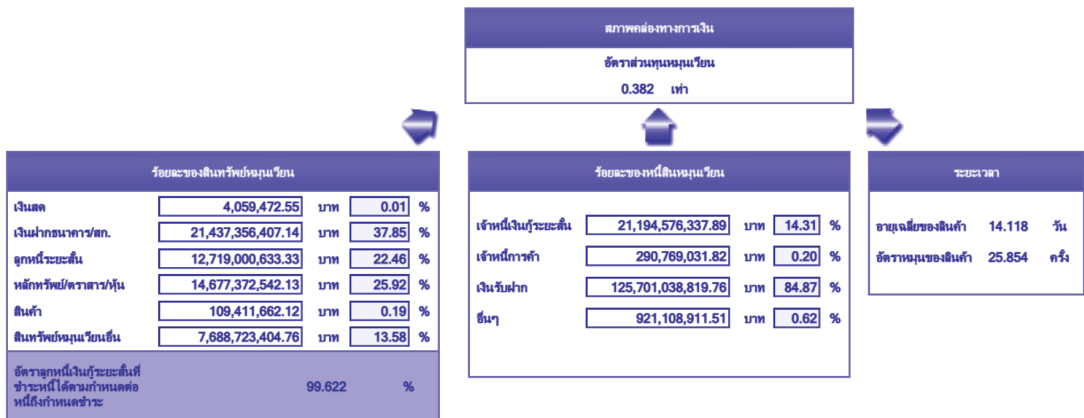 สภาพคล่องทางการเงิน
อัตราส่วนทุนหมุนเวียน
0.382 เท่า
ร้อยละของสินทรัพย์หมุนเวียน
เงินสด 4,059,472.55 บาท 0.01 %
เงินฝากธนาคาร/สก. 21,437,356,407.14 บาท 37.85 %
ลูกหนี้ระยะสั้น 12,719,000,633.33 บาท 22.46 %
หลักทรัพย์/ตราสาร/หุ้น 14,677,372,542.13 บาท 25.92 %
สินค้า 109,411,662.12 บาท 0.19 %
สินทรัพย์หมุนเวียนอื่น 7,688,723,404.76 บาท 13.58 %
อัตราลูกหนี้เงินกู้ระยะสั้นที่
ชำระหนี้ได้ตามกำหนดต่อ 99.622 %
หนี้ถึงกำหนดชำระ
ร้อยละของหนี้สินหมุนเวียน
เจ้าหนี้เงินกู้ระยะสั้น 21,194,576,337.89 บาท 14.31 %
เจ้าหนี้การค้า 290,769,031.82 บาท 0.20 %
เงินรับฝาก 125,701,038,819.76 บาท 84.87 %
อื่นๆ 921,108,911.51 บาท 0.62 %
ระยะเวลา
อายุเฉลี่ยของสินค้า 14.118 วัน
อัตราหมุนของสินค้า 25.854 ครั้ง